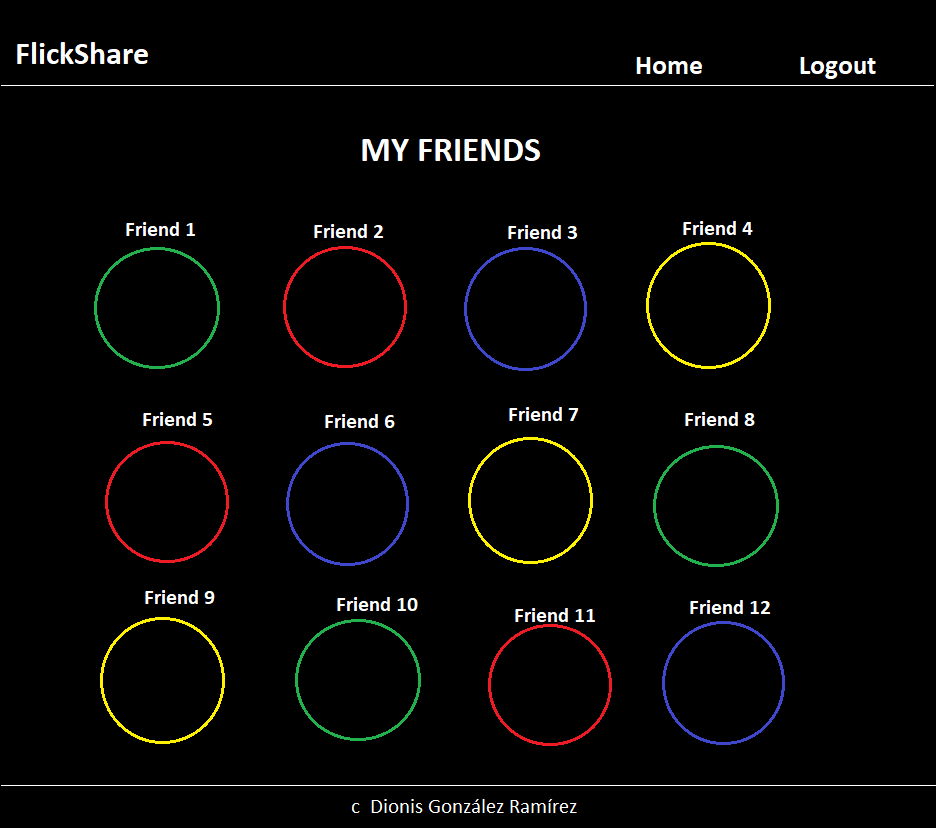 FlickShare
Home Logout
MY FRIENDS
Friend 1 Friend 2 Friend 3 Friend 4
Friend 5 Friend 6 Friend 7 Friend 8
Friend 9 Friend 10 Friend 11 Friend 12
c Dionis González Ramírez